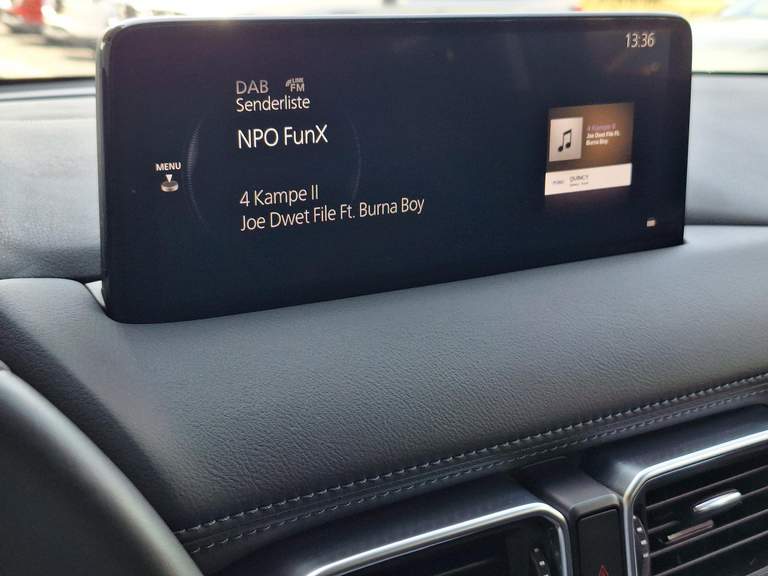 13:36
DAB LINK FM
Senderliste
NPO FunX
MENU
4 Kampe II
Joe Dwet File Ft. Burna Boy
4 Kampe II
Joe Dwet File Ft.
Burna Boy
QUINCY